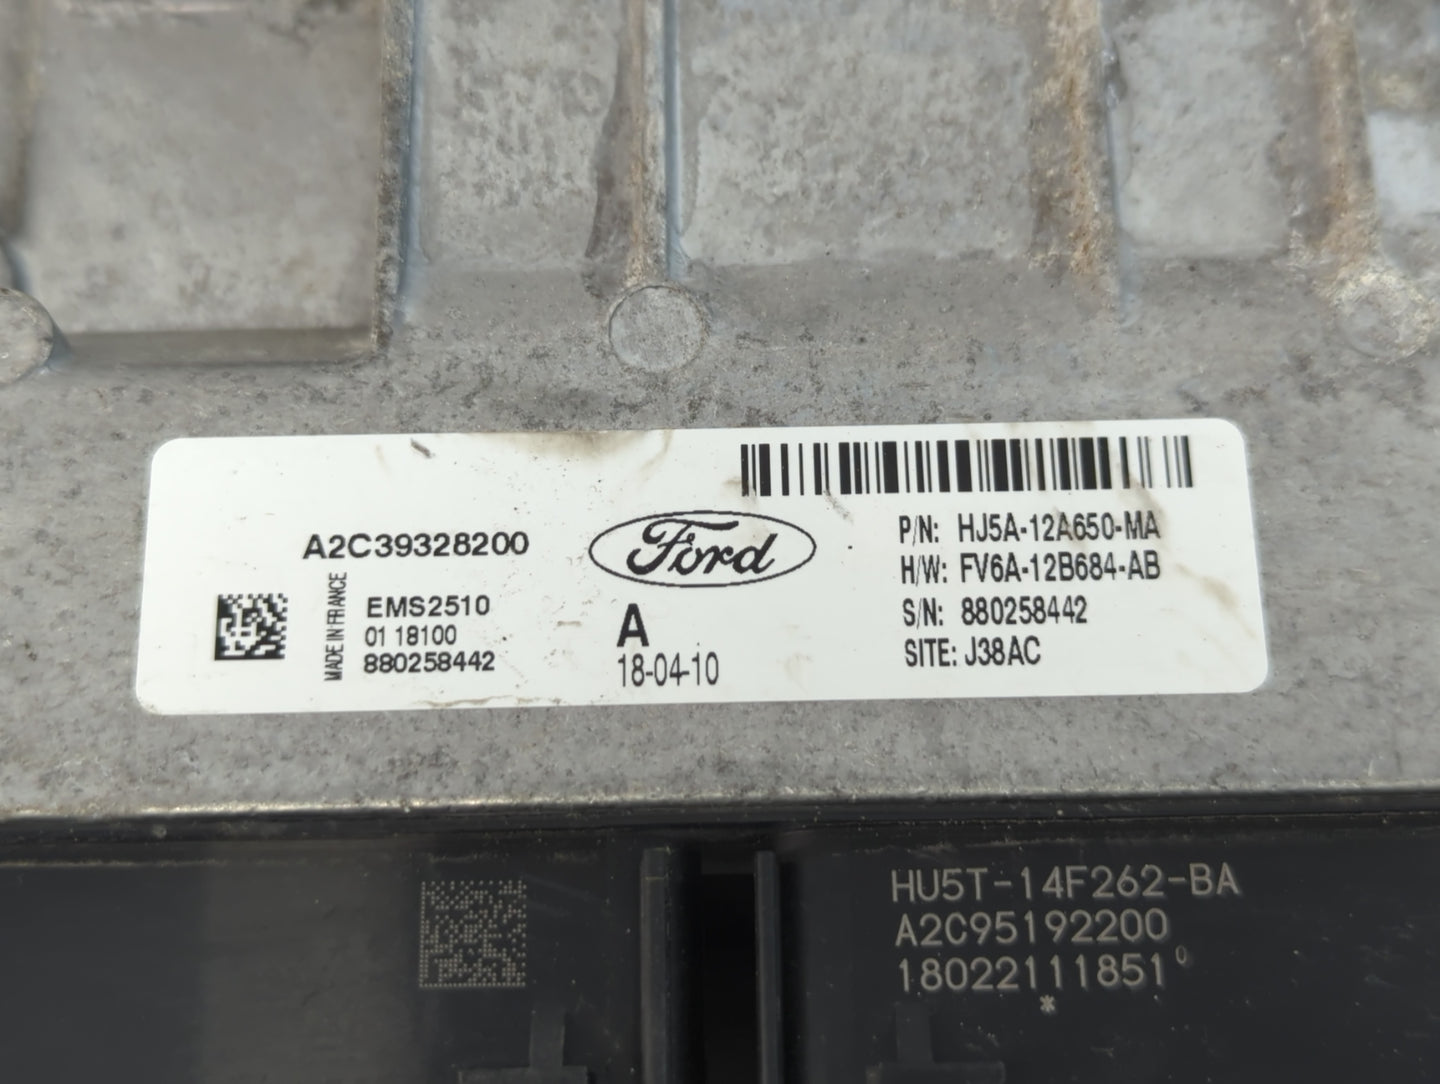 A2C39328200
MADE IN FRANCE
EMS2510
01 18100
880258442
Ford
A
18-04-10
P/N: HJ5A-12A650-MA
H/W: FV6A-12B684-AB
S/N: 880258442
SITE: J38AC
HU5T-14F262-BA
A2C95192200
18022111851 0
*